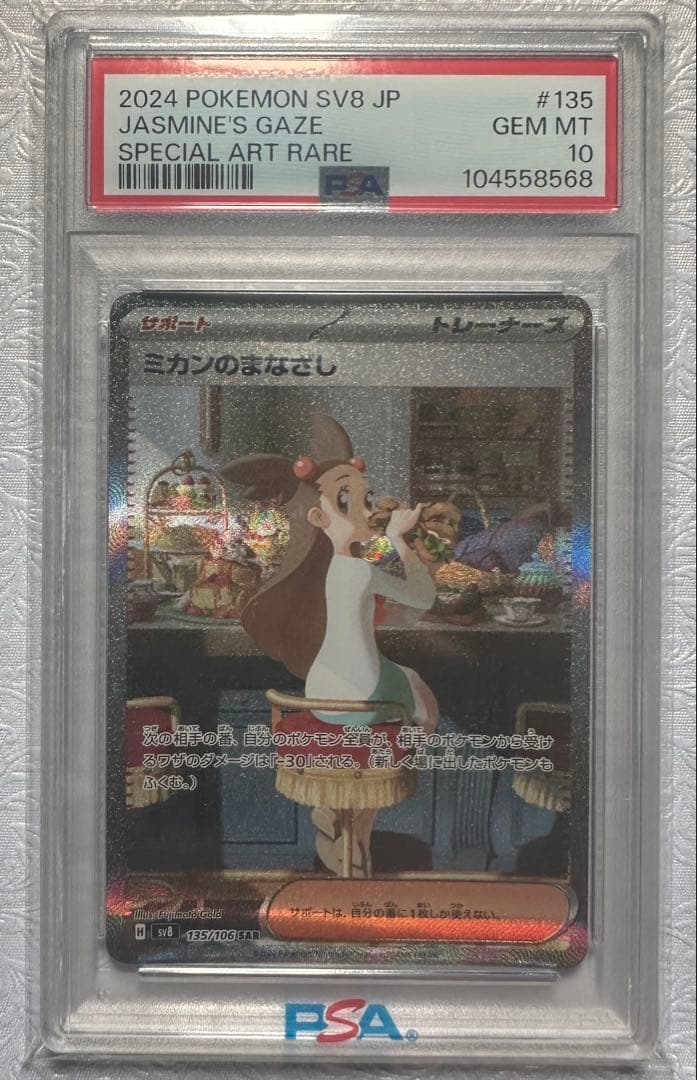 2024 POKEMON SV8 JP #135
JASMINE'S GAZE GEM MT
SPECIAL ART RARE 10
PSA 104558568
サポート トレーナーズ
ミカンのまなざし
次の相手の番、自分のポケモン全員が、相手のポケモンから受け
るワザのダメージは「-30」される。(新しく場に出したポケモンも
ふくむ。)
サポートは、自分の番に1枚しか使えない。
Illus. Fujimoto Gold
H sv8 135/106 SAR
PSA®